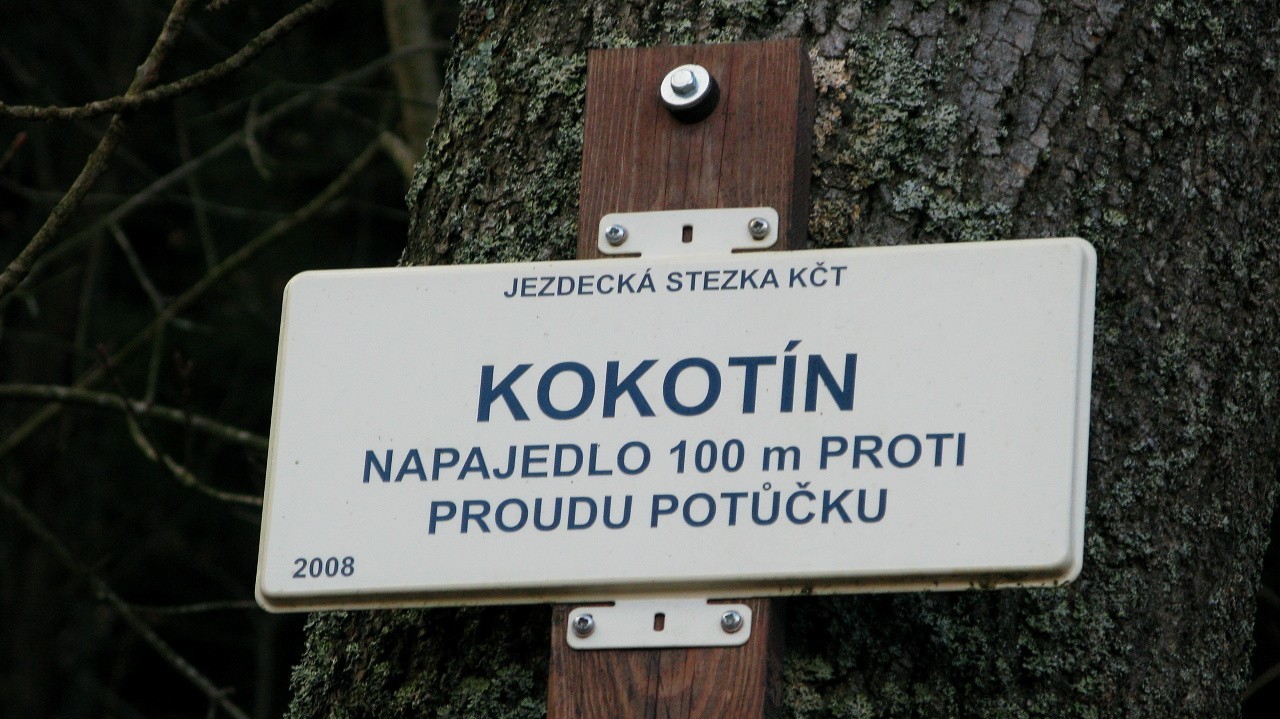 JEZDECKÁ STEZKA KČT
KOKOTÍN
NAPAJEDLO 100 m PROTI
PROUDU POTŮČKU
2008